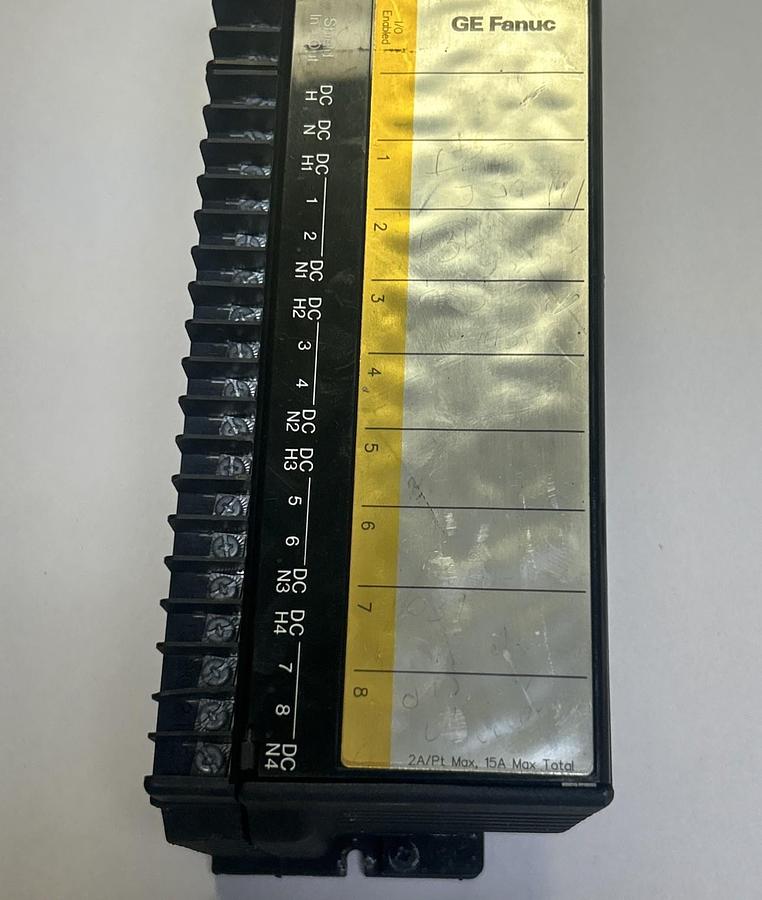 GE Fanuc
I/O
Enabled
Shunt
In Out
DC
H
DC
N
DC
H1
1
2
DC
N1
DC
H2
3
4
DC
N2
DC
H3
5
6
DC
N3
DC
H4
7
8
DC
N4
1
2
3
4
5
6
7
8
2A/Pt Max, 15A Max Total